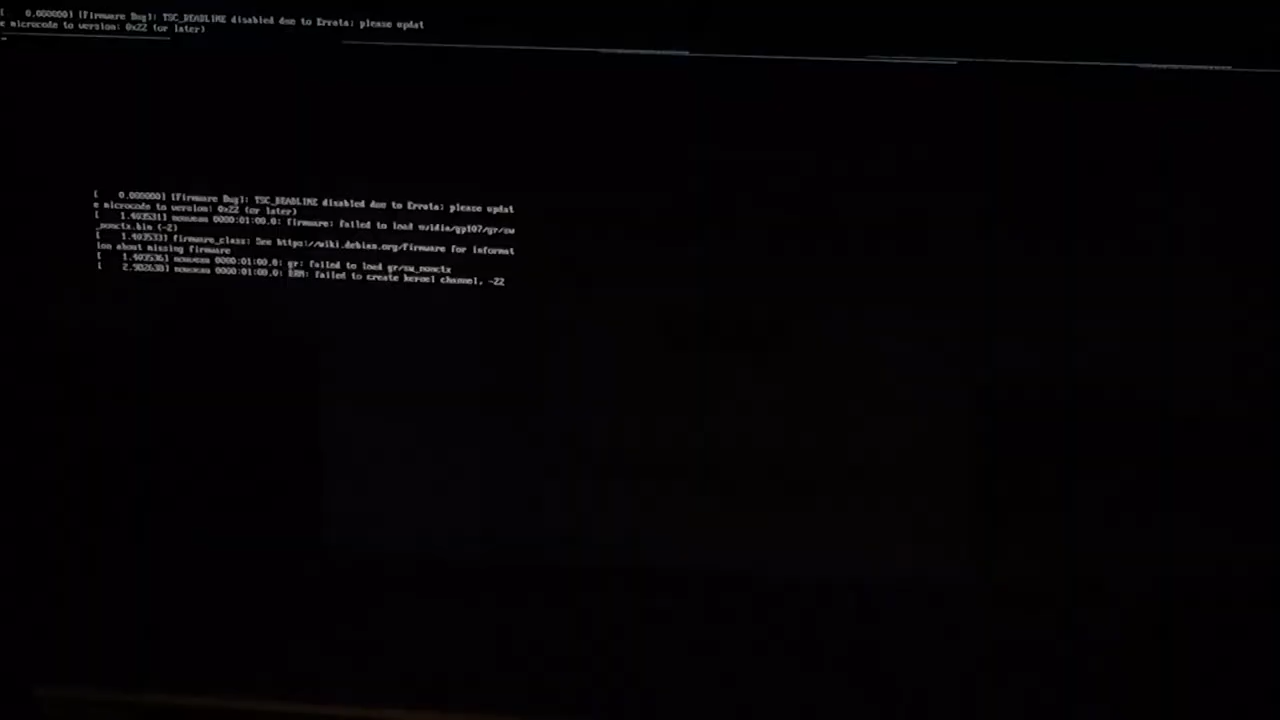 [    0.000000] [Firmware Bug]: TSC_DEADLINE disabled due to Errata; please updat
e microcode to version: 0x22 (or later)
_
[    0.000000] [Firmware Bug]: TSC_DEADLINE disabled due to Errata; please updat
e microcode to version: 0x22 (or later)
[    1.403531] nouveau 0000:01:00.0: firmware: failed to load nvidia/gp107/gr/sw
_nonctx.bin (-2)
[    1.403533] firmware_class: See https://wiki.debian.org/Firmware for informat
ion about missing firmware
[    1.403536] nouveau 0000:01:00.0: gr: failed to load gr/sw_nonctx
[    2.502630] nouveau 0000:01:00.0: DRM: failed to create kernel channel, -22